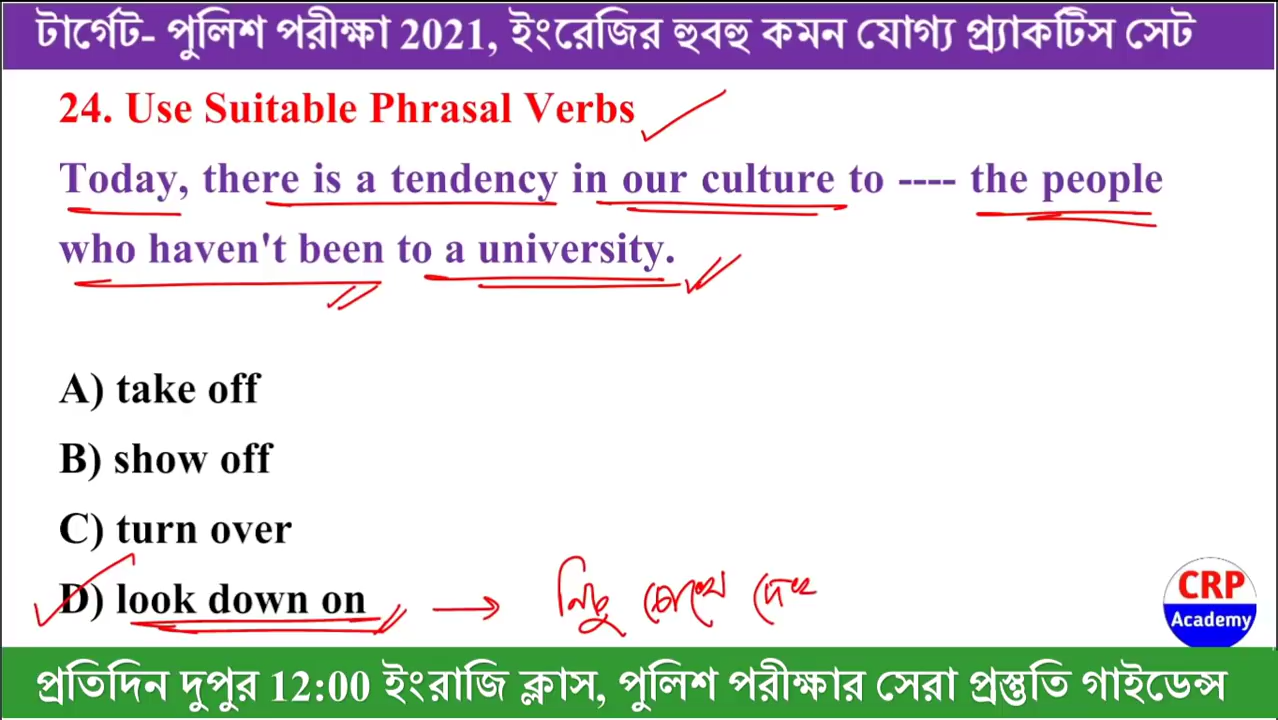 টার্গেট- পুলিশ পরীক্ষা 2021, ইংরেজির হুবহু কমন যোগ্য প্র্যাকটিস সেট
24. Use Suitable Phrasal Verbs
Today, there is a tendency in our culture to ---- the people
who haven't been to a university.
A) take off
B) show off
C) turn over
D) look down on → নিচু চোখে দেখা
CRP
Academy
প্রতিদিন দুপুর 12:00 ইংরাজি ক্লাস, পুলিশ পরীক্ষার সেরা প্রস্তুতি গাইডেন্স